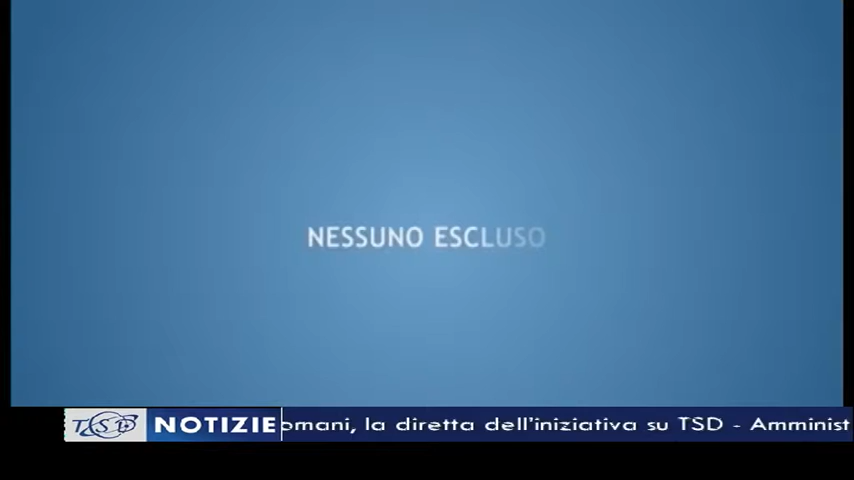 NESSUNO ESCLUSO
TSD NOTIZIE omani, la diretta dell'iniziativa su TSD - Amminist